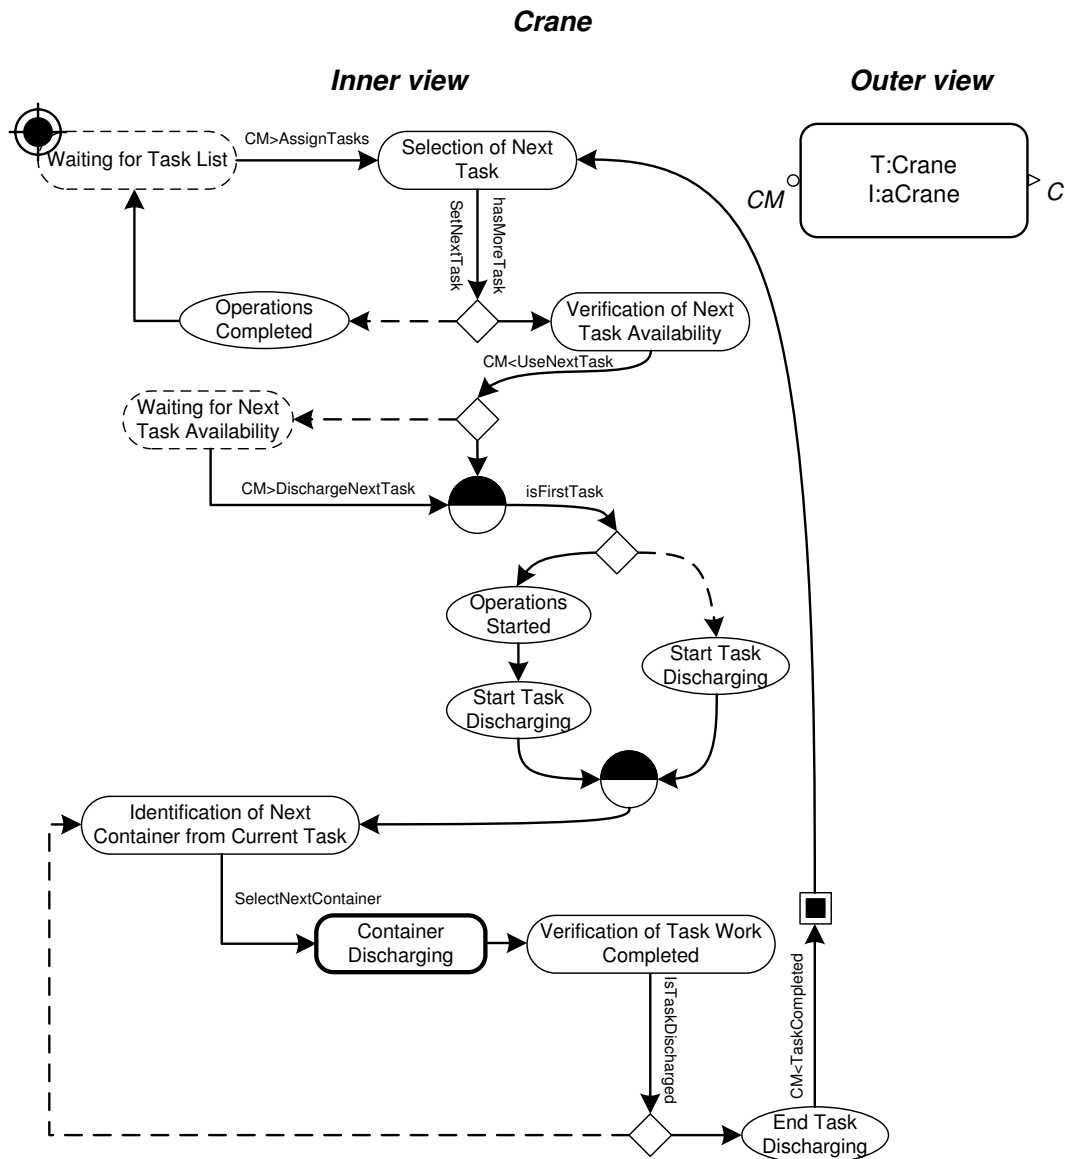 Crane
Inner view
Outer view
Waiting for Task List
CM>AssignTasks
Selection of Next
Task
T:Crane
I:aCrane
CM
C
SetNextTask
hasMoreTask
Operations
Completed
Verification of Next
Task Availability
CM<UseNextTask
Waiting for Next
Task Availability
CM>DischargeNextTask
isFirstTask
Operations
Started
Start Task
Discharging
Start Task
Discharging
Identification of Next
Container from Current Task
SelectNextContainer
Container
Discharging
Verification of Task Work
Completed
IsTaskDischarged
CM<TaskCompleted
End Task
Discharging